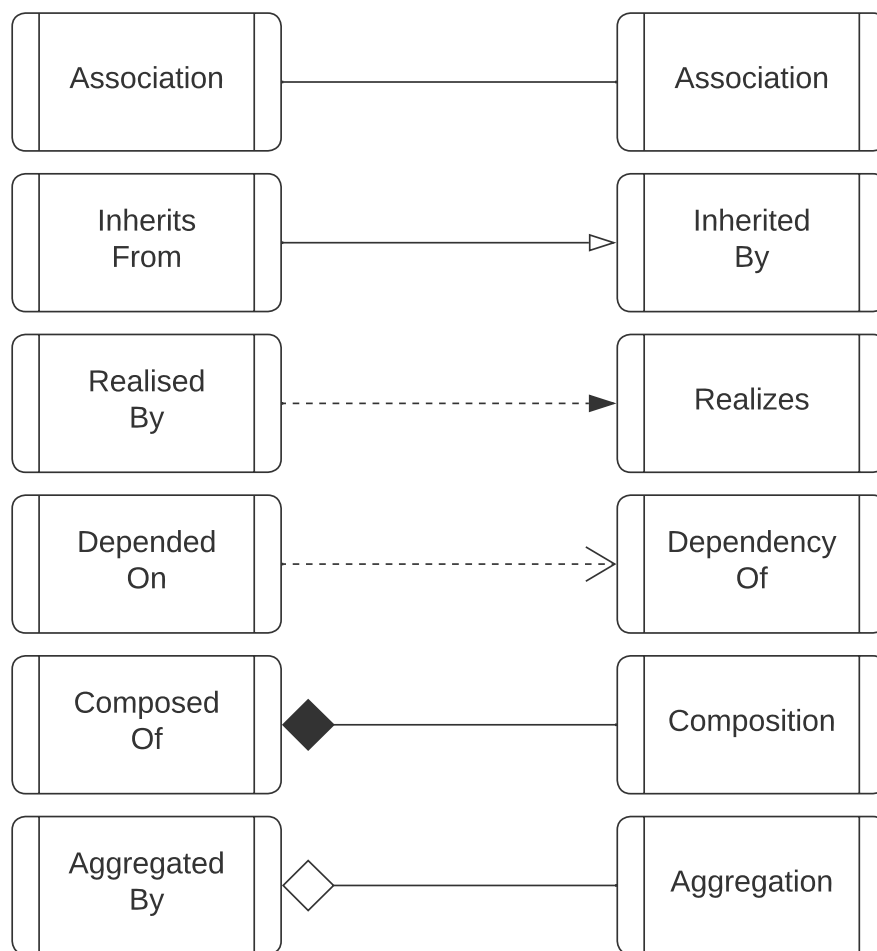 Association
Association
Inherits
From
Inherited
By
Realised
By
Realizes
Depended
On
Dependency
Of
Composed
Of
Composition
Aggregated
By
Aggregation